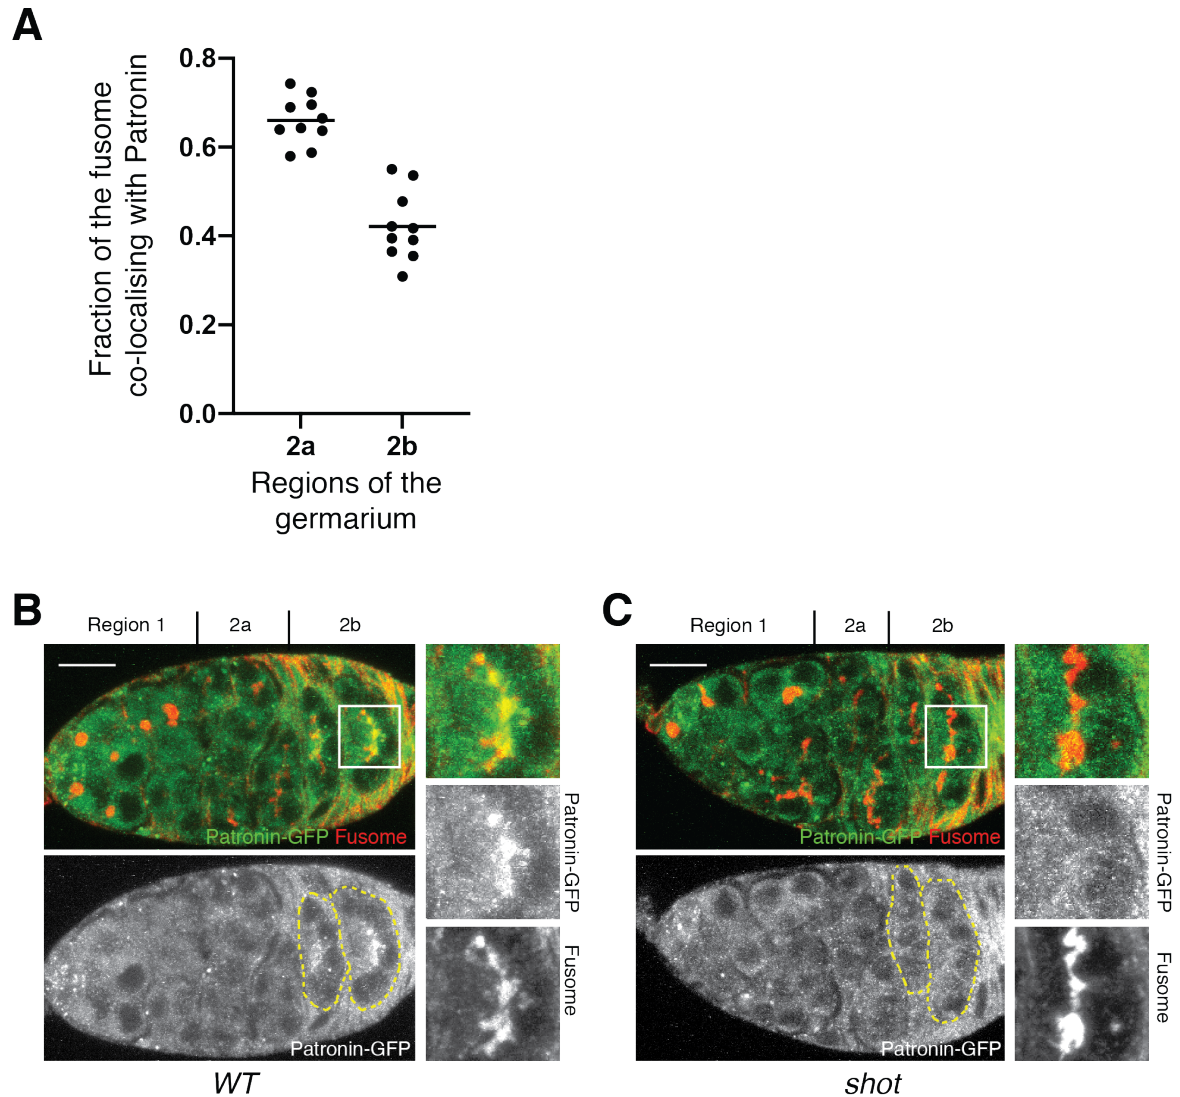 A
Fraction of the fusome
co-localising with Patronin
0.8
0.6
0.4
0.2
0.0
2a
2b
Regions of the
germarium
B
Region 1
2a
2b
Patronin-GFP Fusome
Patronin-GFP
Patronin-GFP
Fusome
WT
C
Region 1
2a
2b
Patronin-GFP Fusome
Patronin-GFP
Patronin-GFP
Fusome
shot